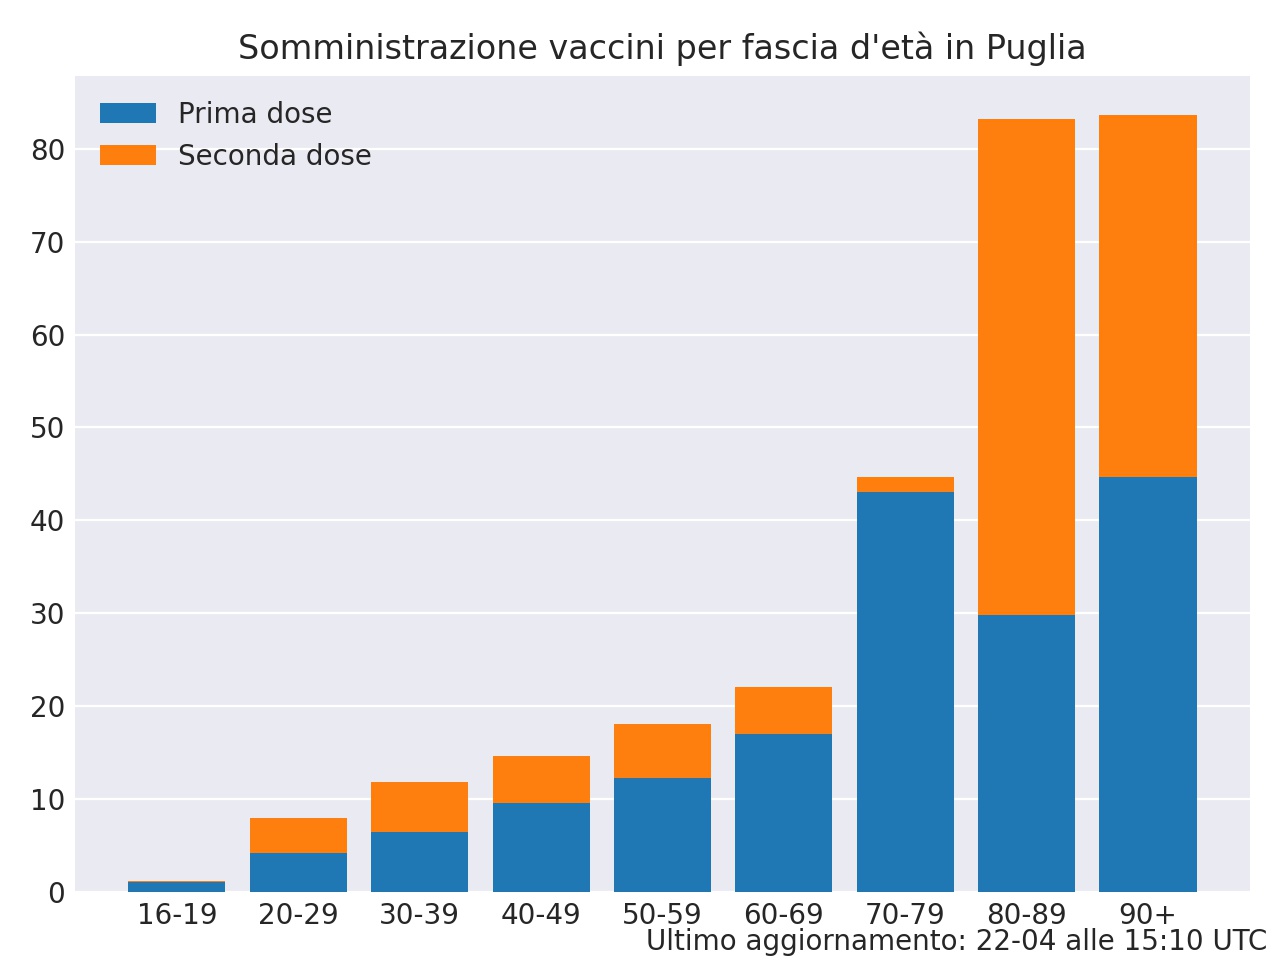 Somministrazione vaccini per fascia d'età in Puglia
Prima dose
Seconda dose
80
70
60
50
40
30
20
10
0
16-19 20-29 30-39 40-49 50-59 60-69 70-79 80-89 90+
Ultimo aggiornamento: 22-04 alle 15:10 UTC